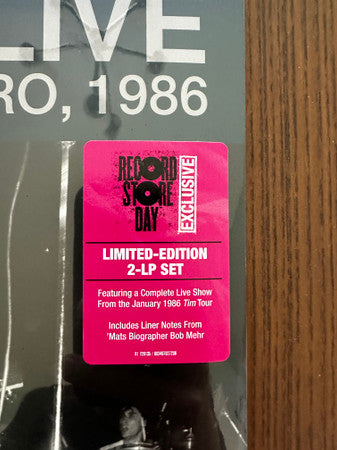 LIVE
RO, 1986
RECORD
STORE
DAY
EXCLUSIVE
LIMITED-EDITION
2-LP SET
Featuring a Complete Live Show
From the January 1986 Tim Tour
Includes Liner Notes From
'Mats Biographer Bob Mehr